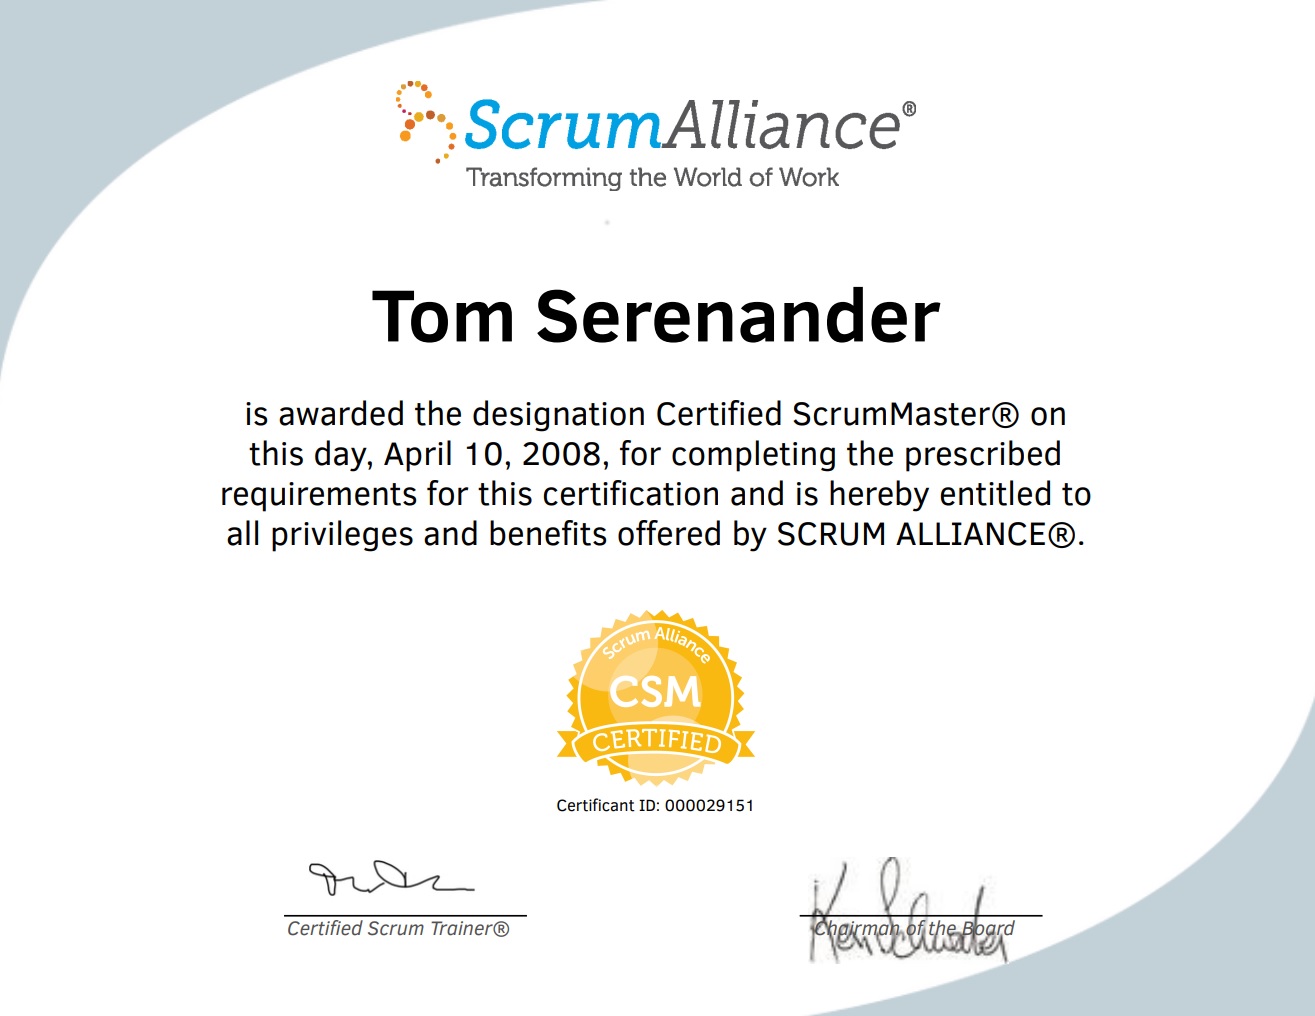 ScrumAlliance®
Transforming the World of Work
Tom Serenander
is awarded the designation Certified ScrumMaster® on
this day, April 10, 2008, for completing the prescribed
requirements for this certification and is hereby entitled to
all privileges and benefits offered by SCRUM ALLIANCE®.
Scrum Alliance
CSM
CERTIFIED
Certificant ID: 000029151
Certified Scrum Trainer®
Ken Schwaber
Chairman of the Board